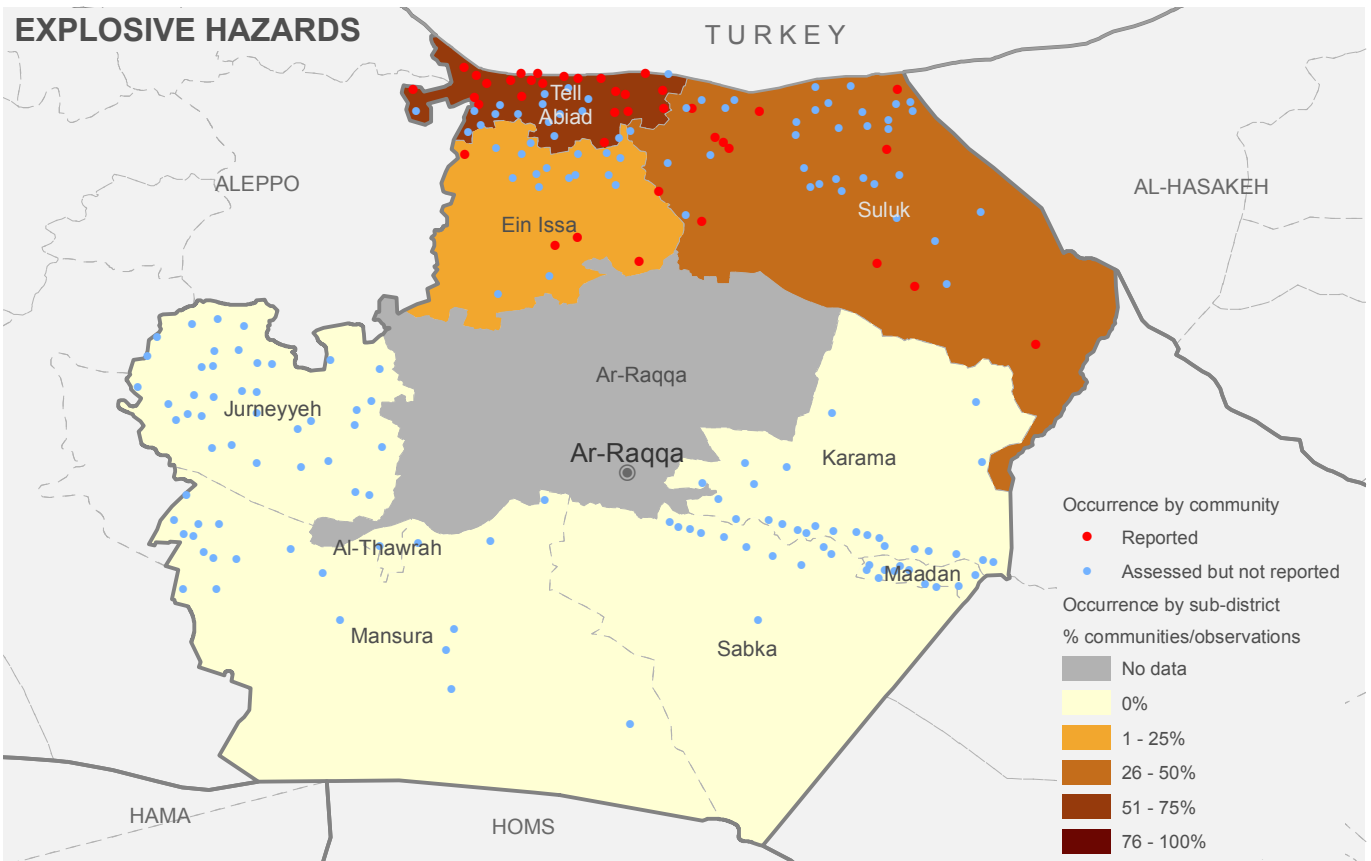 EXPLOSIVE HAZARDS
TURKEY
Tell
Abiad
ALEPPO
AL-HASAKEH
Ein Issa
Suluk
Ar-Raqqa
Jurneyyeh
Ar-Raqqa
Karama
Al-Thawrah
Maadan
Mansura
Sabka
HAMA
HOMS
Occurrence by community
Reported
Assessed but not reported
Occurrence by sub-district
% communities/observations
No data
0%
1 - 25%
26 - 50%
51 - 75%
76 - 100%